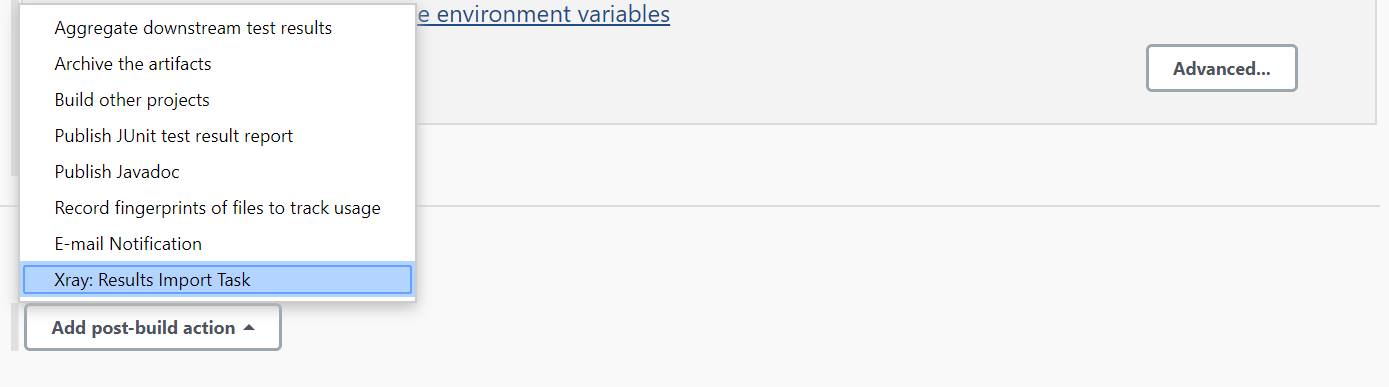 Aggregate downstream test results
e environment variables
Archive the artifacts
Advanced...
Build other projects
Publish JUnit test result report
Publish Javadoc
Record fingerprints of files to track usage
E-mail Notification
Xray: Results Import Task
Add post-build action